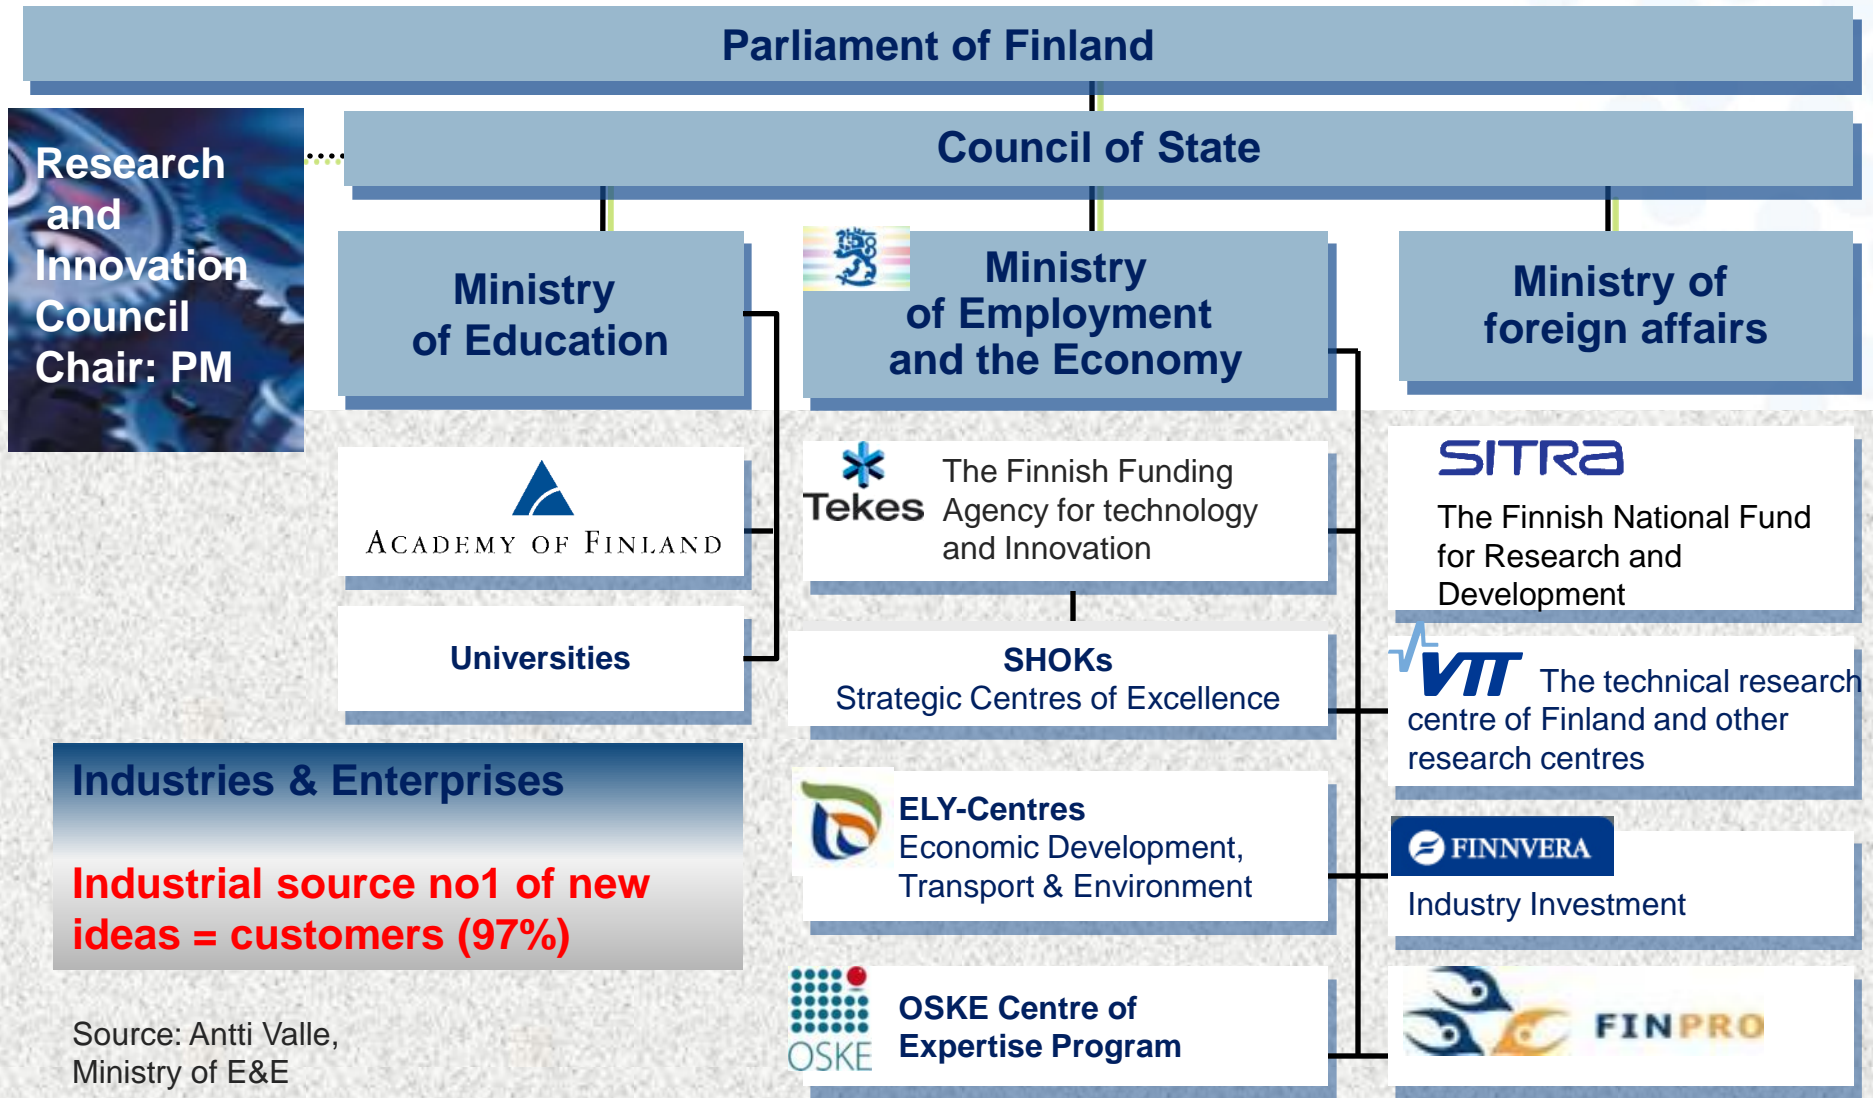 Parliament of Finland
Research
and
Innovation
Council
Chair: PM
Council of State
Ministry
of Education
Ministry
of Employment
and the Economy
Ministry of
foreign affairs
ACADEMY OF FINLAND
Universities
Tekes
The Finnish Funding
Agency for technology
and Innovation
SHOKs
Strategic Centres of Excellence
ELY-Centres
Economic Development,
Transport & Environment
OSKE
OSKE Centre of
Expertise Program
SITRA
The Finnish National Fund
for Research and
Development
VTT The technical research
centre of Finland and other
research centres
FINNVERA
Industry Investment
FINPRO
Industries & Enterprises
Industrial source no1 of new
ideas = customers (97%)
Source: Antti Valle,
Ministry of E&E